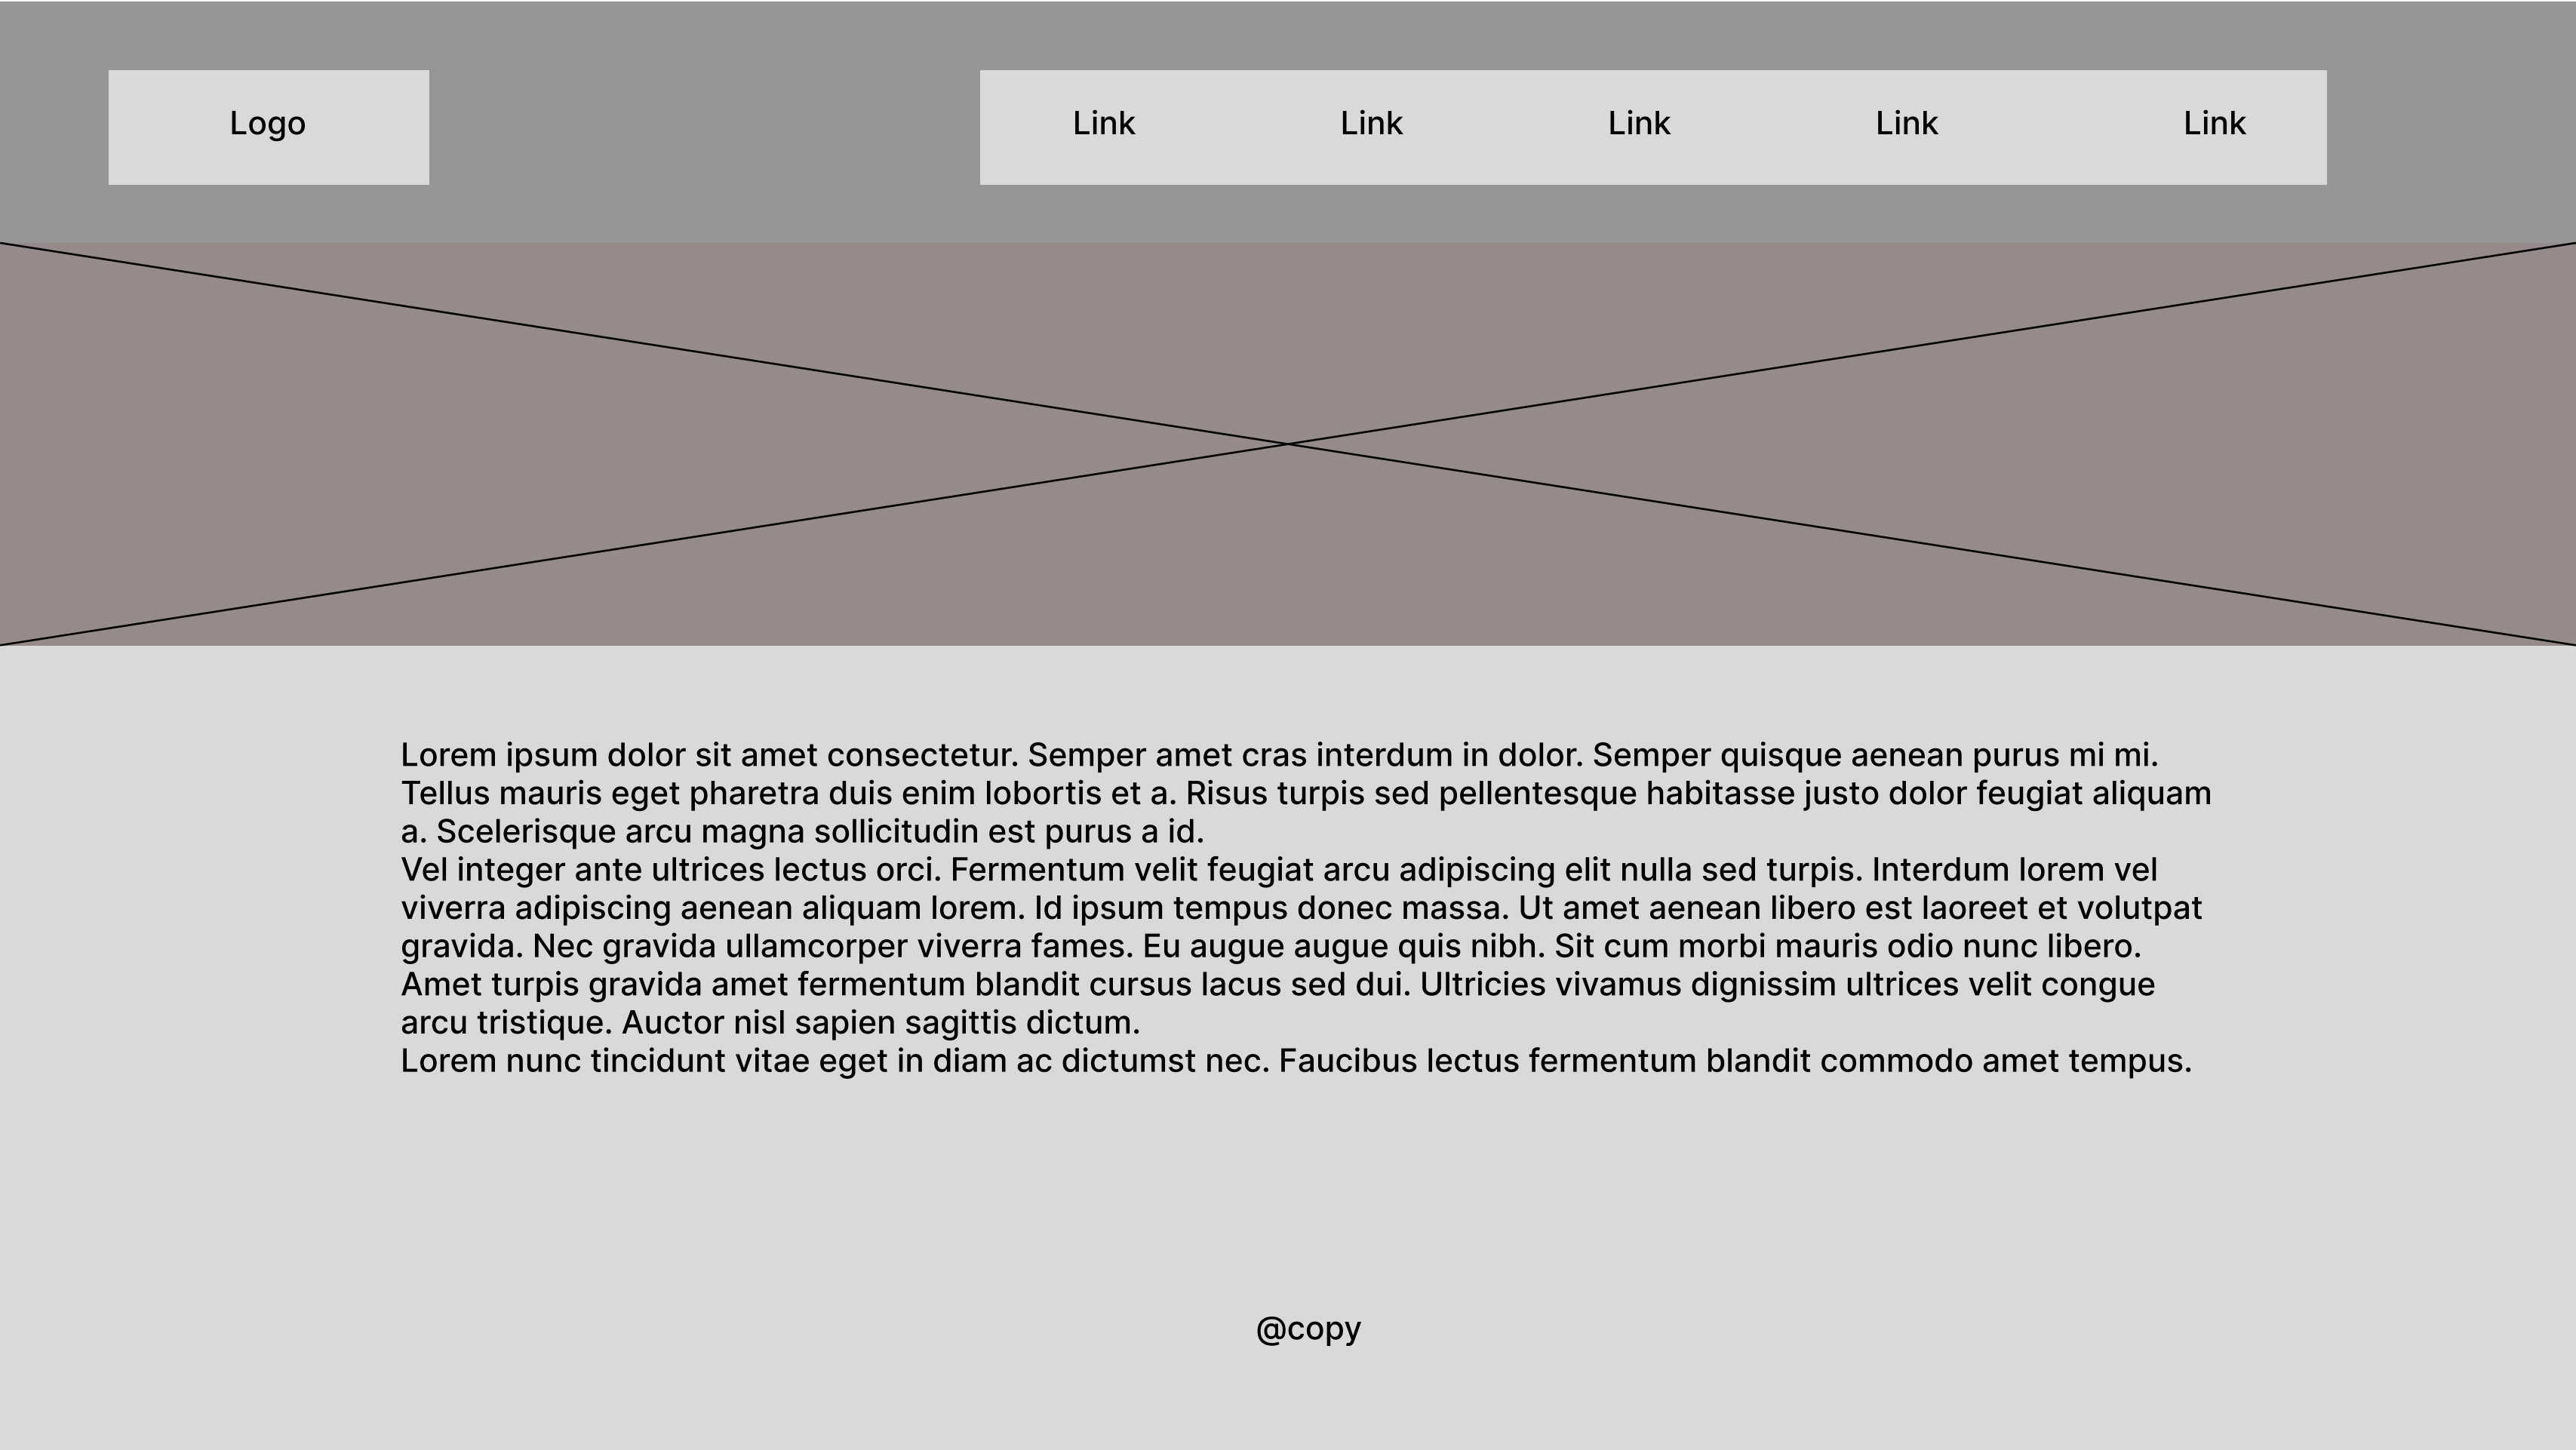 Logo
Link Link Link Link Link
Lorem ipsum dolor sit amet consectetur. Semper amet cras interdum in dolor. Semper quisque aenean purus mi mi.
Tellus mauris eget pharetra duis enim lobortis et a. Risus turpis sed pellentesque habitasse justo dolor feugiat aliquam
a. Scelerisque arcu magna sollicitudin est purus a id.
Vel integer ante ultrices lectus orci. Fermentum velit feugiat arcu adipiscing elit nulla sed turpis. Interdum lorem vel
viverra adipiscing aenean aliquam lorem. Id ipsum tempus donec massa. Ut amet aenean libero est laoreet et volutpat
gravida. Nec gravida ullamcorper viverra fames. Eu augue augue quis nibh. Sit cum morbi mauris odio nunc libero.
Amet turpis gravida amet fermentum blandit cursus lacus sed dui. Ultricies vivamus dignissim ultrices velit congue
arcu tristique. Auctor nisl sapien sagittis dictum.
Lorem nunc tincidunt vitae eget in diam ac dictumst nec. Faucibus lectus fermentum blandit commodo amet tempus.
@copy